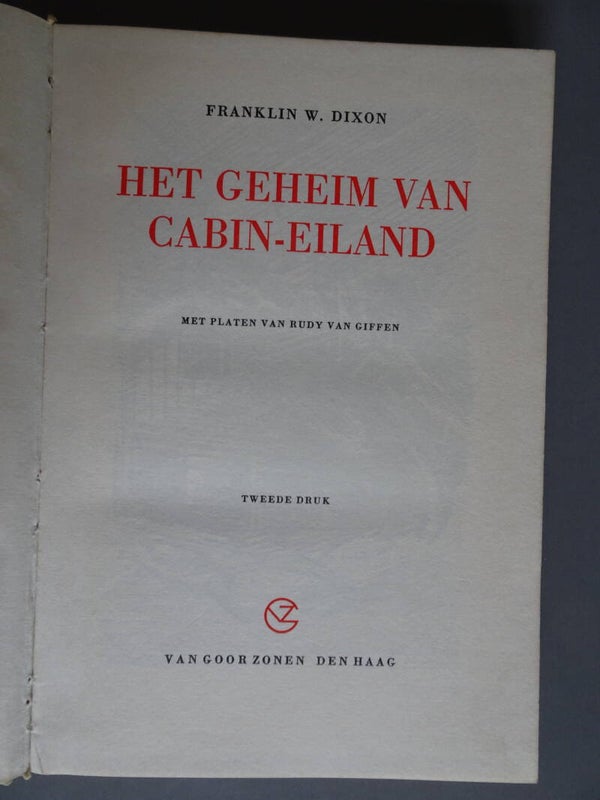 FRANKLIN W. DIXON
HET GEHEIM VAN
CABIN-EILAND
MET PLATEN VAN RUDY VAN GIFFEN
TWEEDE DRUK
GZ
VAN GOOR ZONEN DEN HAAG